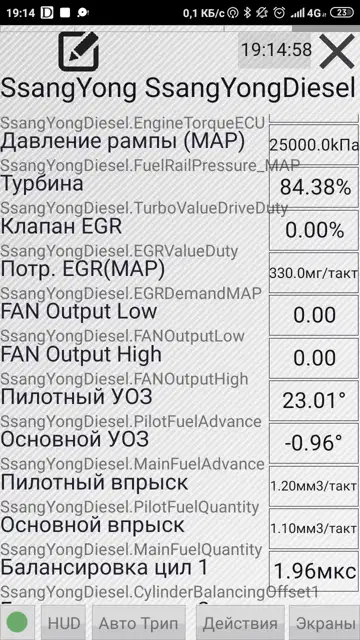 19:14 D 0,1 КБ/с 4G 23
19:14:58
SsangYong SsangYongDiesel
SsangYongDiesel.EngineTorqueECU
Давление рампы (MAP) 25000.0кПа
SsangYongDiesel.FuelRailPressure_MAP
Турбина 84.38%
SsangYongDiesel.TurboValueDriveDuty
Клапан EGR 0.00%
SsangYongDiesel.EGRValueDuty
Потр. EGR(MAP) 330.0мг/такт
SsangYongDiesel.EGRDemandMAP
FAN Output Low 0.00
SsangYongDiesel.FANOutputLow
FAN Output High 0.00
SsangYongDiesel.FANOutputHigh
Пилотный УОЗ 23.01°
SsangYongDiesel.PilotFuelAdvance
Основной УОЗ -0.96°
SsangYongDiesel.MainFuelAdvance
Пилотный впрыск 1.20мм3/такт
SsangYongDiesel.PilotFuelQuantity
Основной впрыск 1.10мм3/такт
SsangYongDiesel.MainFuelQuantity
Балансировка цил 1 1.96мкс
SsangYongDiesel.CylinderBalancingOffset1
HUD Авто Трип Действия Экраны